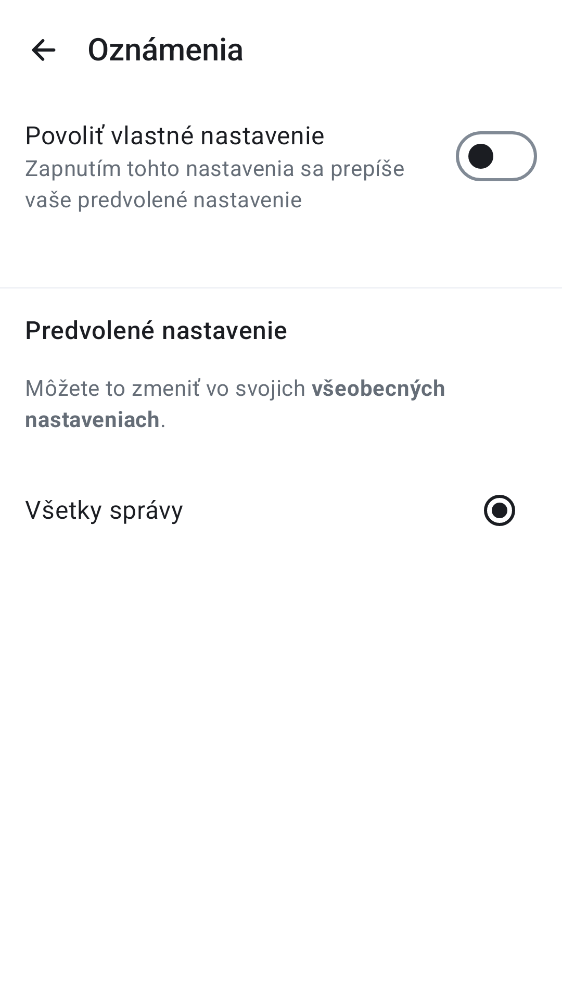 Oznámenia
Povoliť vlastné nastavenie
Zapnutím tohto nastavenia sa prepíše
vaše predvolené nastavenie
Predvolené nastavenie
Môžete to zmeniť vo svojich všeobecných
nastaveniach.
Všetky správy